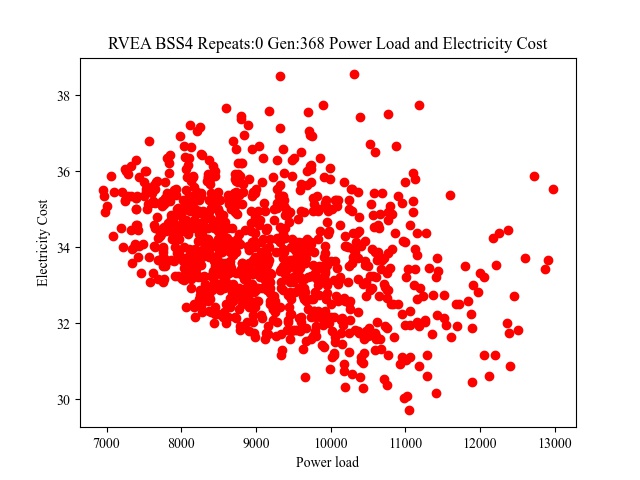 RVEA BSS4 Repeats:0 Gen:368 Power Load and Electricity Cost
Electricity Cost
38
36
34
32
30
7000 8000 9000 10000 11000 12000 13000
Power load